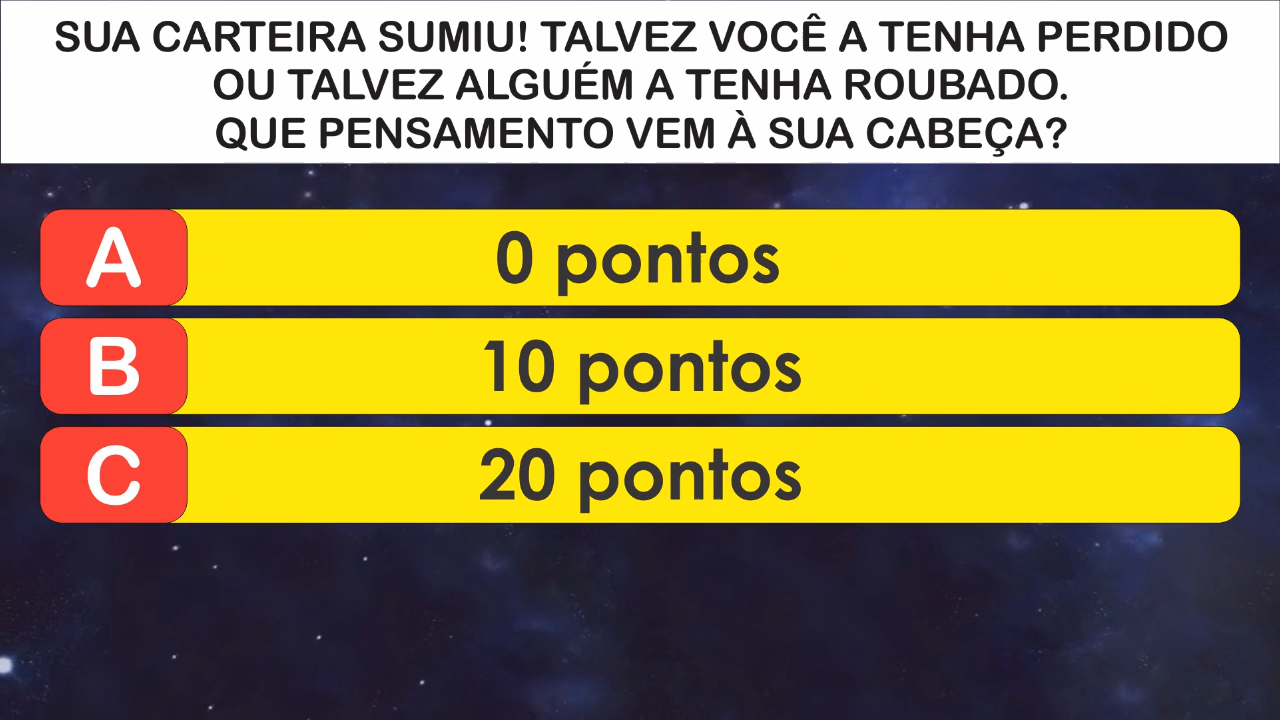 SUA CARTEIRA SUMIU! TALVEZ VOCÊ A TENHA PERDIDO
OU TALVEZ ALGUÉM A TENHA ROUBADO.
QUE PENSAMENTO VEM À SUA CABEÇA?
A 0 pontos
B 10 pontos
C 20 pontos